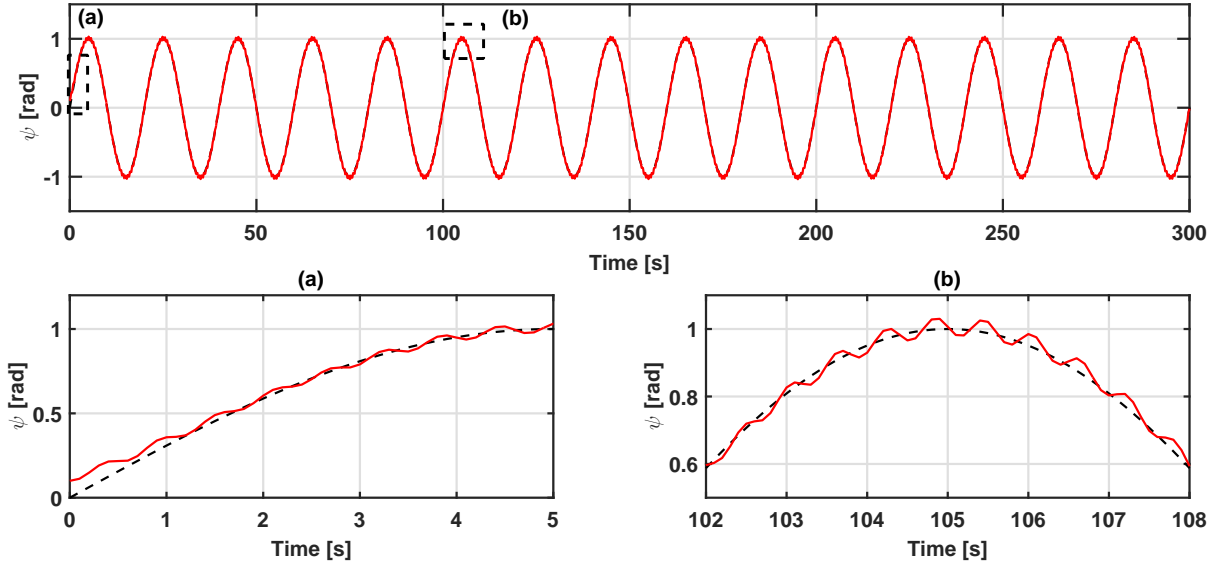 (a) (b)
1
0
-1
ψ [rad]
0 50 100 150 200 250 300
Time [s]
(a)
1
0.5
0
ψ [rad]
0 1 2 3 4 5
Time [s]
(b)
1
0.8
0.6
ψ [rad]
102 103 104 105 106 107 108
Time [s]